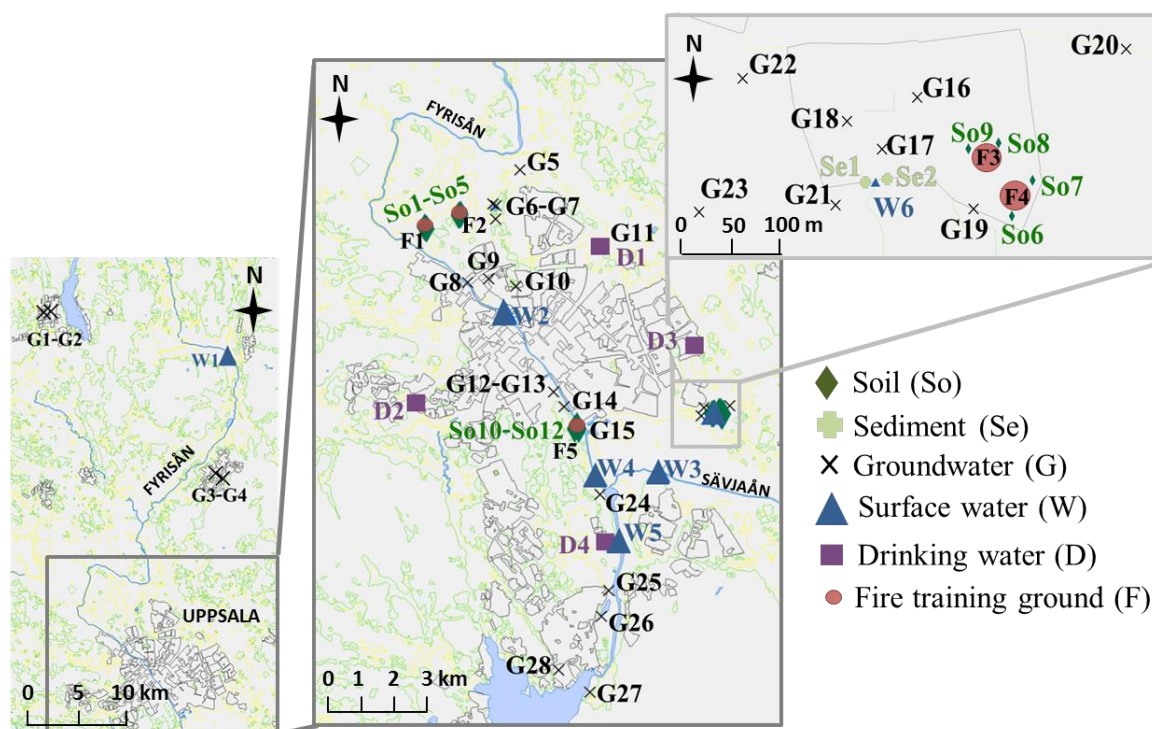 N
G1-G2
W1
FYRISÅN
G3-G4
UPPSALA
0 5 10 km
N
FYRISÅN
G5
So1-So5
G6-G7
F1
F2
G11
D1
G9
G8
G10
W2
D3
G12-G13
D2
G14
So10-So12
G15
F5
W4
W3
SÄVJAÅN
G24
D4
W5
G25
G26
G28
G27
0 1 2 3 km
N
G20
G22
G16
G18
So9
So8
G17
F3
Se1
Se2
So7
F4
G23
G21
W6
G19
So6
0 50 100 m
Soil (So)
Sediment (Se)
Groundwater (G)
Surface water (W)
Drinking water (D)
Fire training ground (F)